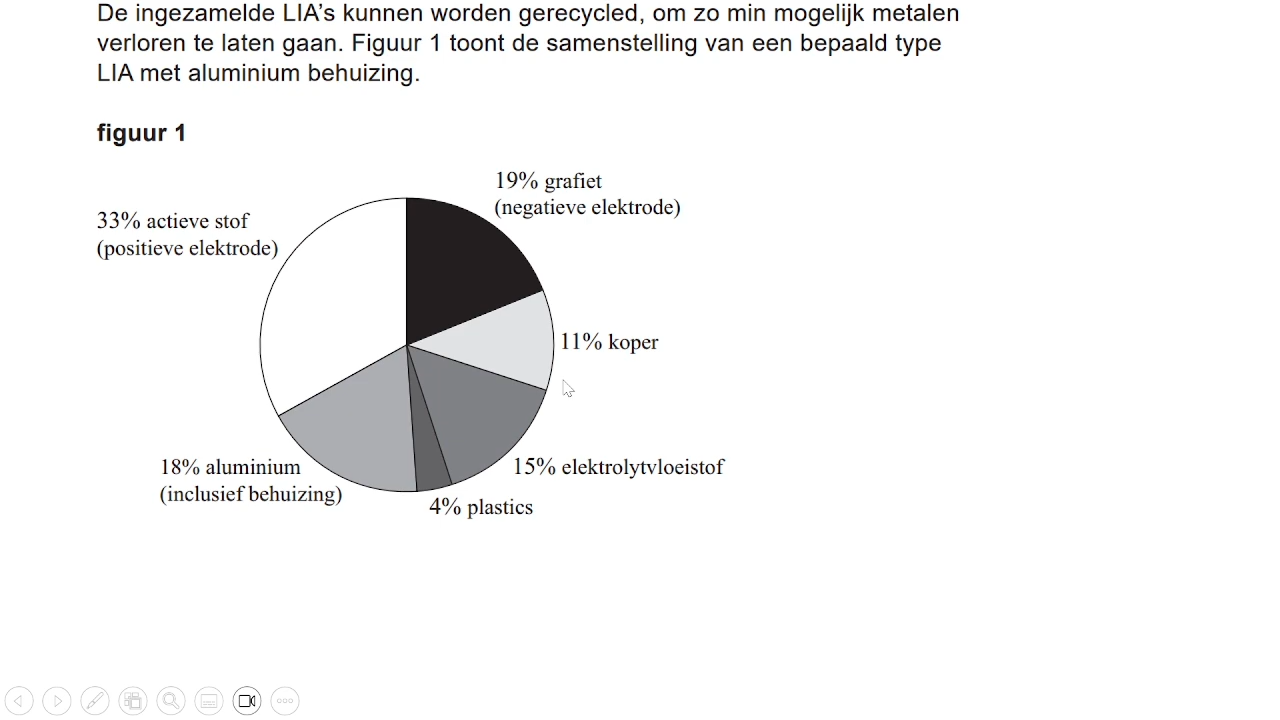 De ingezamelde LIA’s kunnen worden gerecycled, om zo min mogelijk metalen
verloren te laten gaan. Figuur 1 toont de samenstelling van een bepaald type
LIA met aluminium behuizing.
figuur 1
19% grafiet
(negatieve elektrode)
33% actieve stof
(positieve elektrode)
11% koper
18% aluminium
(inclusief behuizing)
15% elektrolytvloeistof
4% plastics